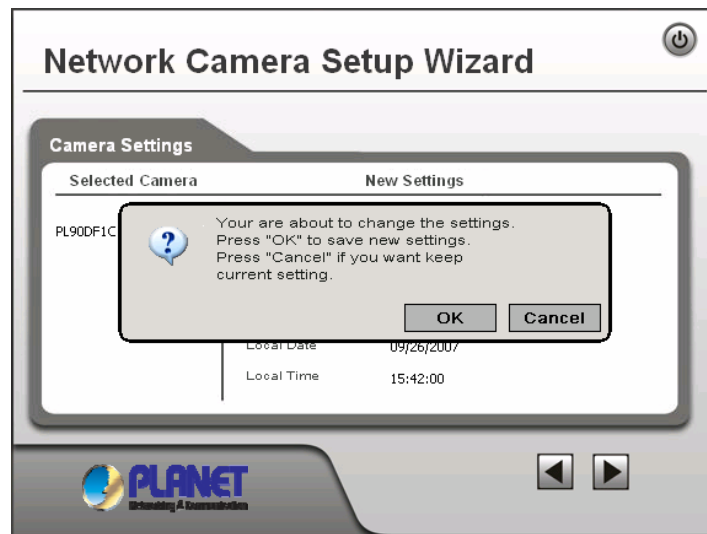 Network Camera Setup Wizard
Camera Settings
Selected Camera New Settings
PL90DF1C
Your are about to change the settings.
Press "OK" to save new settings.
Press "Cancel" if you want keep
current setting.
OK Cancel
Local Date 09/26/2007
Local Time 15:42:00
PLANET
Networking & Communication